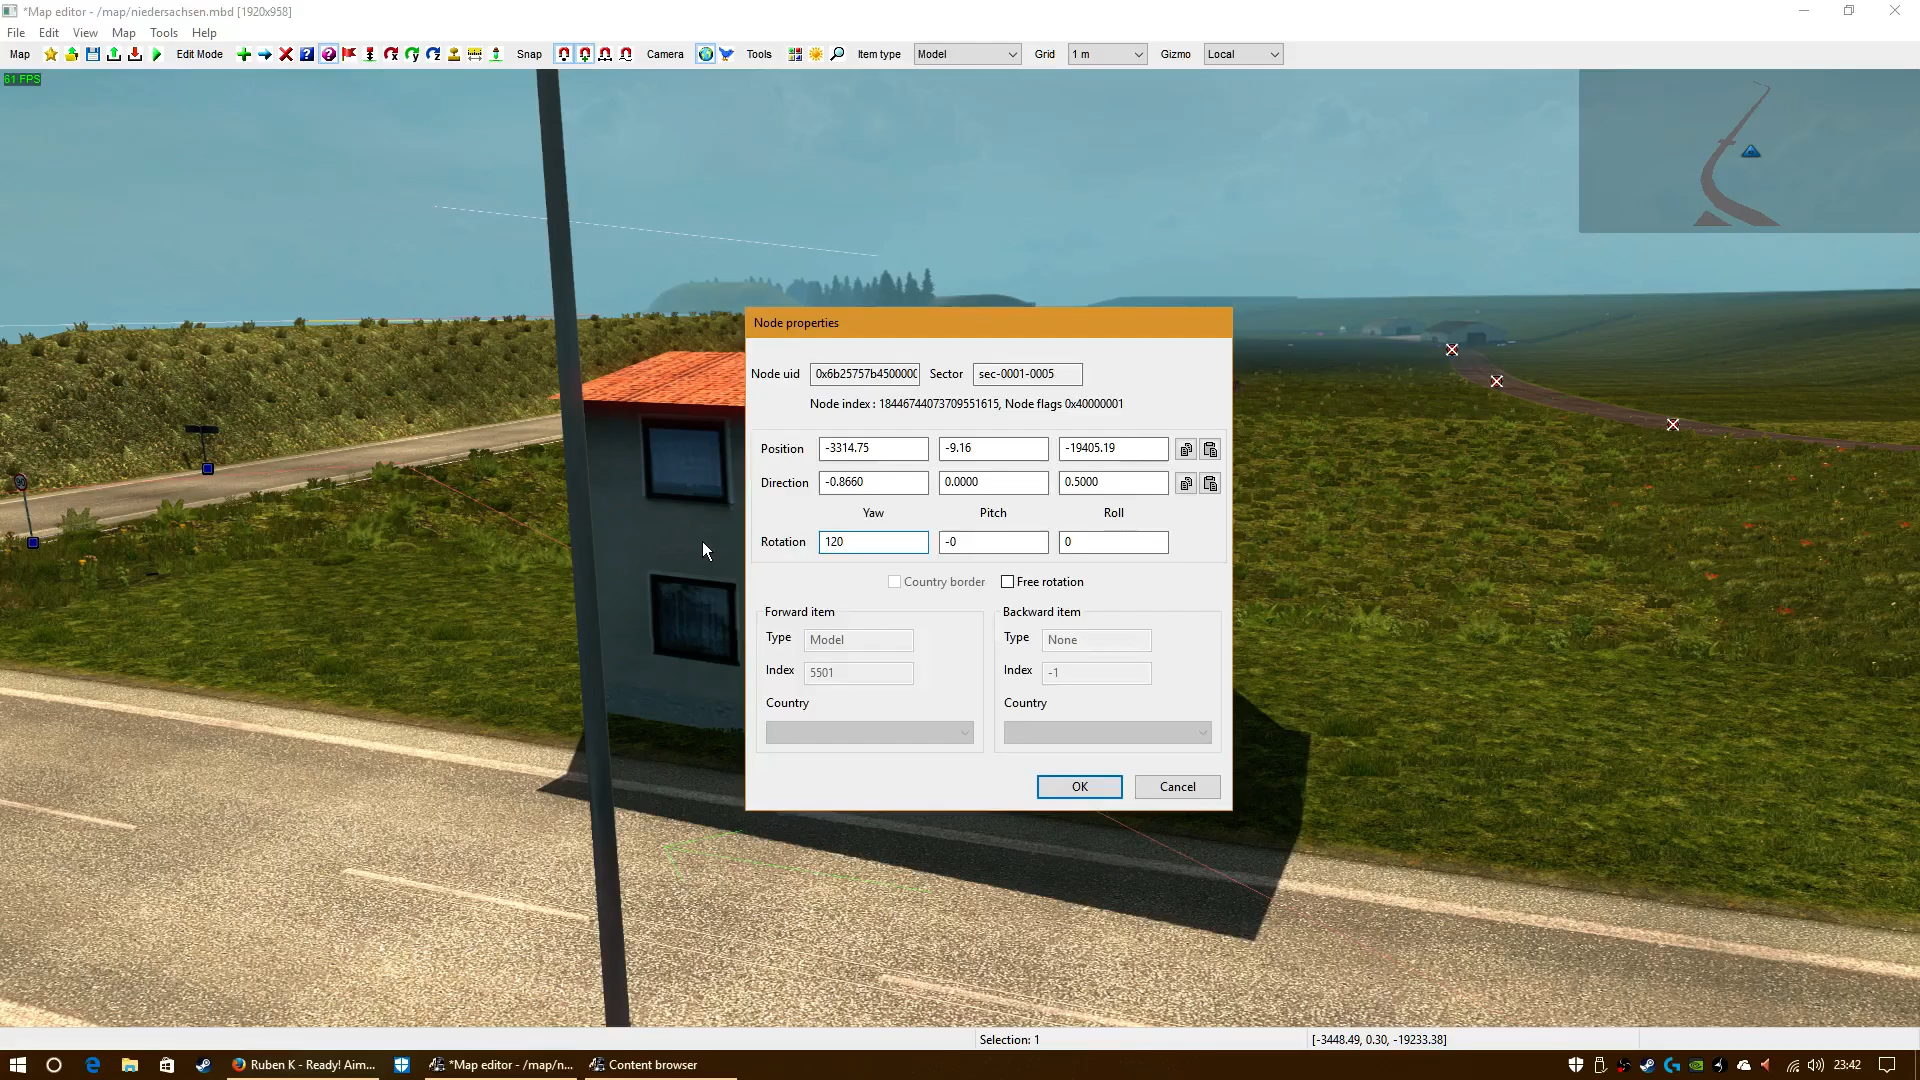 *Map editor - /map/niedersachsen.mbd [1920x958]
File Edit View Map Tools Help
Map Edit Mode Snap Camera Tools Item type Model Grid 1 m Gizmo Local
61 FPS
Node properties
Node uid 0x6b25757b4500000 Sector sec-0001-0005
Node index : 18446744073709551615, Node flags 0x40000001
Position -3314.75 -9.16 -19405.19
Direction -0.8660 0.0000 0.5000
Yaw Pitch Roll
Rotation 120 -0 0
Country border Free rotation
Forward item Backward item
Type Model Type None
Index 5501 Index -1
Country Country
OK Cancel
90
Selection: 1 [-3448.49, 0.30, -19233.38]
Ruben K - Ready! Aim... *Map editor - /map/n... Content browser 23:42